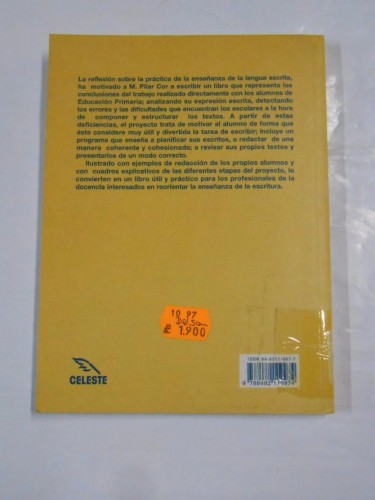 La reflexión sobre la práctica de la enseñanza de la lengua escrita,
ha motivado a M. Pilar Cor a escribir un libro que representa las
conclusiones del trabajo realizado directamente con los alumnos de
Educación Primaria; analizando su expresión escrita, detectando
los errores y las dificultades que encuentran los escolares a la hora
de componer y estructurar los textos. A partir de estas
deficiencias, el proyecto trata de motivar al alumno de forma que
éste considere muy útil y divertida la tarea de escribir; incluye un
programa que enseña a planificar sus escritos, a redactar de una
manera coherente y cohesionada; a revisar sus propios textos y
presentarlos de un modo correcto.
Ilustrado con ejemplos de redacción de los propios alumnos y
con cuadros explicativos de las diferentes etapas del proyecto, lo
convierten en un libro útil y práctico para los profesionales de la
docencia interesados en reorientar la enseñanza de la escritura.
10 97
1.900
CELESTE
ISBN